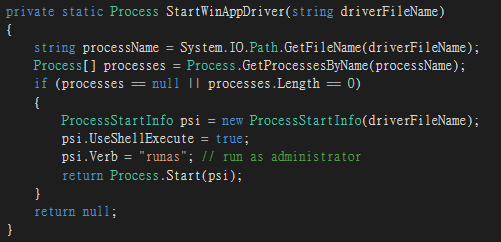 private static Process StartWinAppDriver(string driverFileName)
{
    string processName = System.IO.Path.GetFileName(driverFileName);
    Process[] processes = Process.GetProcessesByName(processName);
    if (processes == null || processes.Length == 0)
    {
        ProcessStartInfo psi = new ProcessStartInfo(driverFileName);
        psi.UseShellExecute = true;
        psi.Verb = "runas"; // run as administrator
        return Process.Start(psi);
    }
    return null;
}